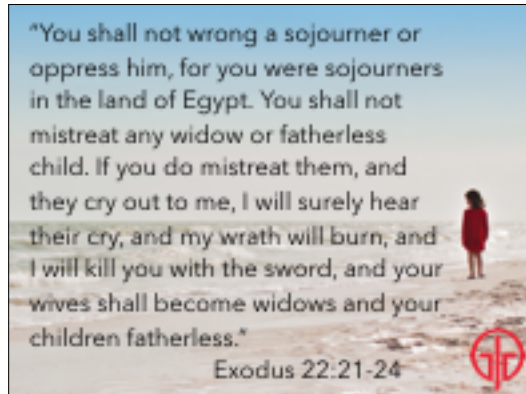 “You shall not wrong a sojourner or
oppress him, for you were sojourners
in the land of Egypt. You shall not
mistreat any widow or fatherless
child. If you do mistreat them, and
they cry out to me, I will surely hear
their cry, and my wrath will burn, and
I will kill you with the sword, and your
wives shall become widows and your
children fatherless.”
Exodus 22:21-24